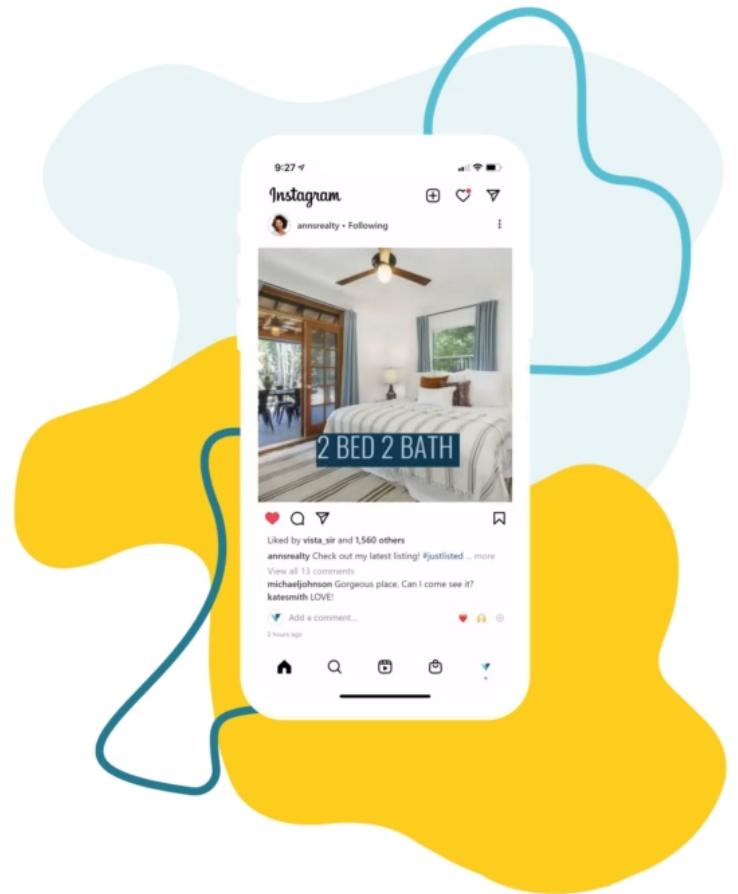 9:27
Instagram
annsrealty • Following
2 BED 2 BATH
Liked by vista_sir and 1,560 others
annsrealty Check out my latest listing! #justlisted ... more
View all 13 comments
michaeljohnson Gorgeous place. Can I come see it?
katesmith LOVE!
Add a comment...
2 hours ago